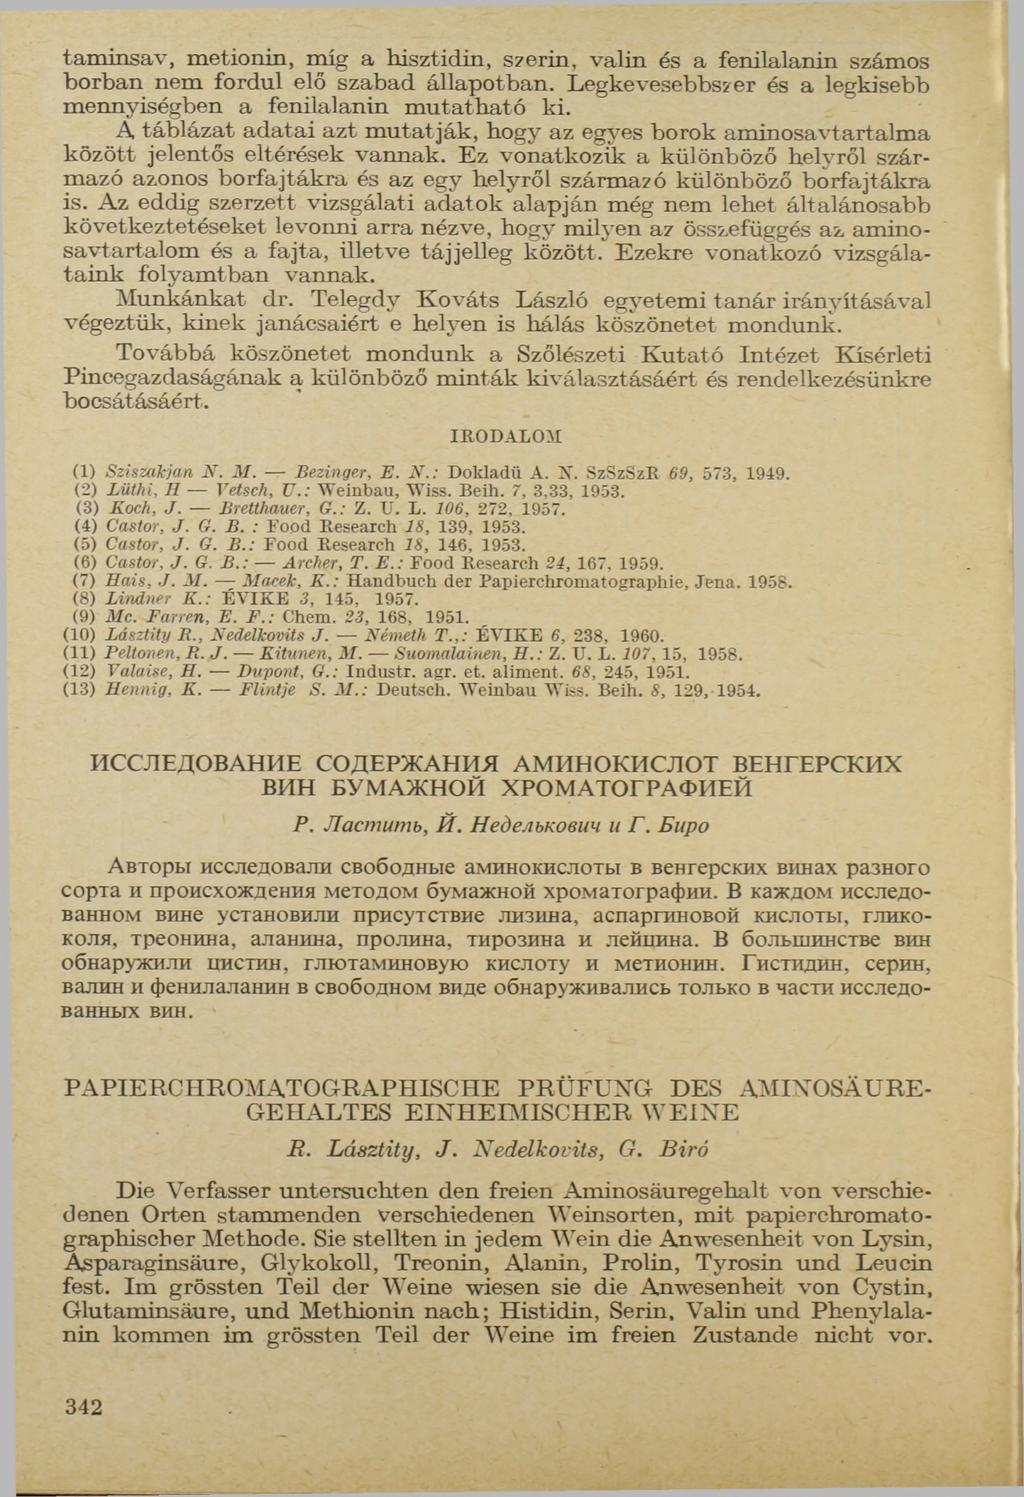 taminsav, metionin, míg a hisztidin, szerin, valin és a fenilalanin számos
borban nem fordul elő szabad állapotban. Legkevesebbszer és a legkisebb
mennyiségben a fenilalanin mutatható ki.
A táblázat adatai azt mutatják, hogy az egyes borok aminosavtartalma
között jelentős eltérések vannak. Ez vonatkozik a különböző helyről szár-
mazó azonos borfajtákra és az egy helyről származó különböző borfajtákra
is. Az eddig szerzett vizsgálati adatok alapján még nem lehet általánosabb
következtetéseket levonni arra nézve, hogy milyen az összefüggés az amino-
savtartalom és a fajta, illetve tájjelleg között. Ezekre vonatkozó vizsgála-
taink folyamtban vannak.
Munkánkat dr. Telegdy Kováts László egyetemi tanár irányításával
végeztük, kinek janácsaiért e helyen is hálás köszönetet mondunk.
Továbbá köszönetet mondunk a Szőlészeti Kutató Intézet Kísérleti
Pincegazdaságának a különböző minták kiválasztásáért és rendelkezésünkre
bocsátásáért.
IRODALOM
(1) Sziszakjan N. M. — Bezinger, E. N.: Dokladü A. N. SzSzSzR 69, 573, 1949.
(2) Lüthi, H — Vetsch, U.: Weinbau, Wiss. Beih. 7, 3,33, 1953.
(3) Koch, J. — Bretthauer, G.: Z. U. L. 106, 272, 1957.
(4) Castor, J. G. B. : Food Research 18, 139, 1953.
(5) Castor, J. G. B.: Food Research 18, 146, 1953.
(6) Castor, J. G. B.: — Archer, T. E.: Food Research 24, 167, 1959.
(7) Hais, J. M. — Macek, K.: Handbuch der Papierchromatographie, Jena. 1958.
(8) Lindner K.: ÉVIKE 3, 145, 1957.
(9) Mc. Farren, E. F.: Chem. 23, 168, 1951.
(10) Lásztity R., Nedelkovits J. — Németh T.,: ÉVIKE 6, 238, 1960.
(11) Peltonen, R. J. — Kitunen, M. — Suomalainen, H.: Z. U. L. 107, 15, 1958.
(12) Valaise, H. — Dupont, G.: Industr. agr. et. aliment. 68, 245, 1951.
(13) Hennig, K. — Flintje S. M.: Deutsch. Weinbau Wiss. Beih. 8, 129, 1954.
ИССЛЕДОВАНИЕ СОДЕРЖАНИЯ АМИНОКИСЛОТ ВЕНГЕРСКИХ
ВИН БУМАЖНОЙ ХРОМАТОГРАФИЕЙ
Р. Ластить, Й. Неделькович и Г. Биро
Авторы исследовали свободные аминокислоты в венгерских винах разного
сорта и происхождения методом бумажной хроматографии. В каждом исследо-
ванном вине установили присутствие лизина, аспаргиновой кислоты, глико-
коля, треонина, аланина, пролина, тирозина и лейцина. В большинстве вин
обнаружили цистин, глютаминовую кислоту и метионин. Гистидин, серин,
валин и фенилаланин в свободном виде обнаруживались только в части исследо-
ванных вин.
PAPIERCHROMATOGRAPHISCHE PRÜFUNG DES AMINOSÄURE-
GEHALTES EINHEIMISCHER WEINE
R. Lásztity, J. Nedelkovits, G. Biró
Die Verfasser untersuchten den freien Aminosäuregehalt von verschie-
denen Orten stammenden verschiedenen Weinsorten, mit papierchromato-
graphischer Methode. Sie stellten in jedem Wein die Anwesenheit von Lysin,
Asparaginsäure, Glykokoll, Treonin, Alanin, Prolin, Tyrosin und Leucin
fest. Im grössten Teil der Weine wiesen sie die Anwesenheit von Cystin,
Glutaminsäure, und Methionin nach; Histidin, Serin, Valin und Phenylala-
nin kommen im grössten Teil der Weine im freien Zustande nicht vor.
342